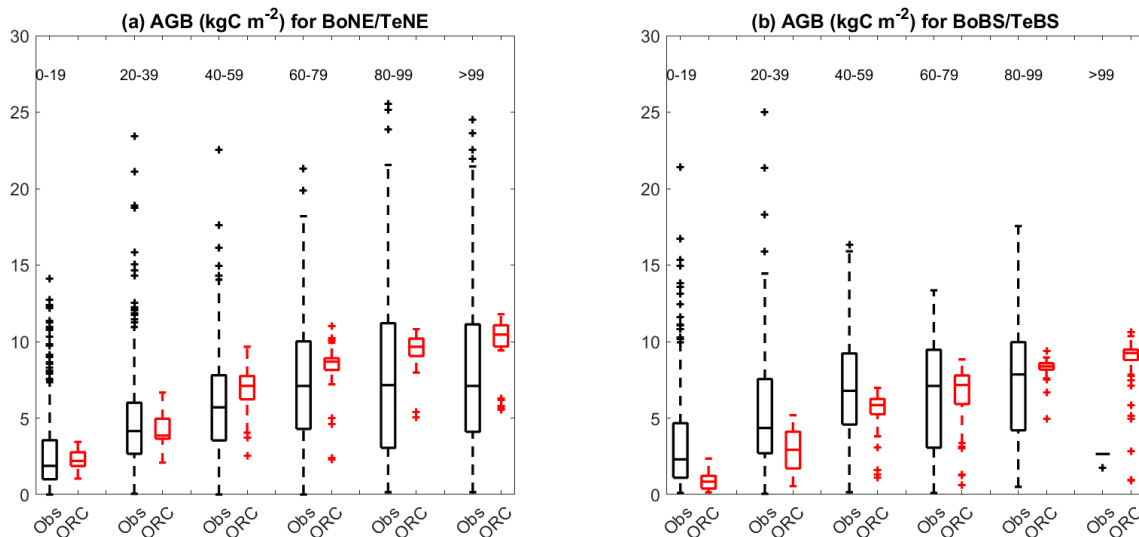 (a) AGB (kgC m-2) for BoNE/TeNE
30
25
20
15
10
5
0
0-19 20-39 40-59 60-79 80-99 >99
Obs ORC Obs ORC Obs ORC Obs ORC Obs ORC Obs ORC
(b) AGB (kgC m-2) for BoBS/TeBS
30
25
20
15
10
5
0
0-19 20-39 40-59 60-79 80-99 >99
Obs ORC Obs ORC Obs ORC Obs ORC Obs ORC Obs ORC